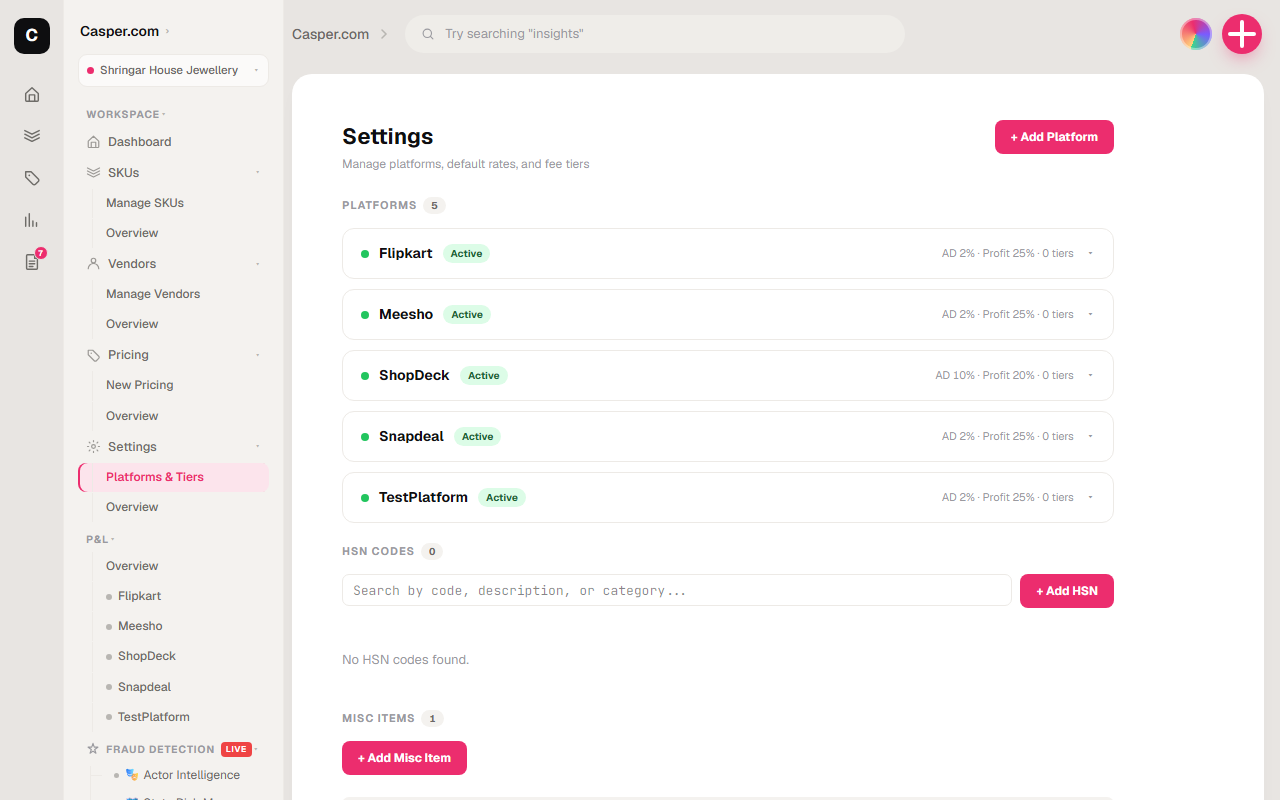 C
7
Casper.com ›
Shringar House Jewellery
WORKSPACE
Dashboard
SKUs
Manage SKUs
Overview
Vendors
Manage Vendors
Overview
Pricing
New Pricing
Overview
Settings
Platforms & Tiers
Overview
P&L
Overview
Flipkart
Meesho
ShopDeck
Snapdeal
TestPlatform
FRAUD DETECTION LIVE
Actor Intelligence
Casper.com
Try searching "insights"
Settings
+ Add Platform
Manage platforms, default rates, and fee tiers
PLATFORMS 5
Flipkart Active AD 2% · Profit 25% · 0 tiers
Meesho Active AD 2% · Profit 25% · 0 tiers
ShopDeck Active AD 10% · Profit 20% · 0 tiers
Snapdeal Active AD 2% · Profit 25% · 0 tiers
TestPlatform Active AD 2% · Profit 25% · 0 tiers
HSN CODES 0
Search by code, description, or category...
+ Add HSN
No HSN codes found.
MISC ITEMS 1
+ Add Misc Item